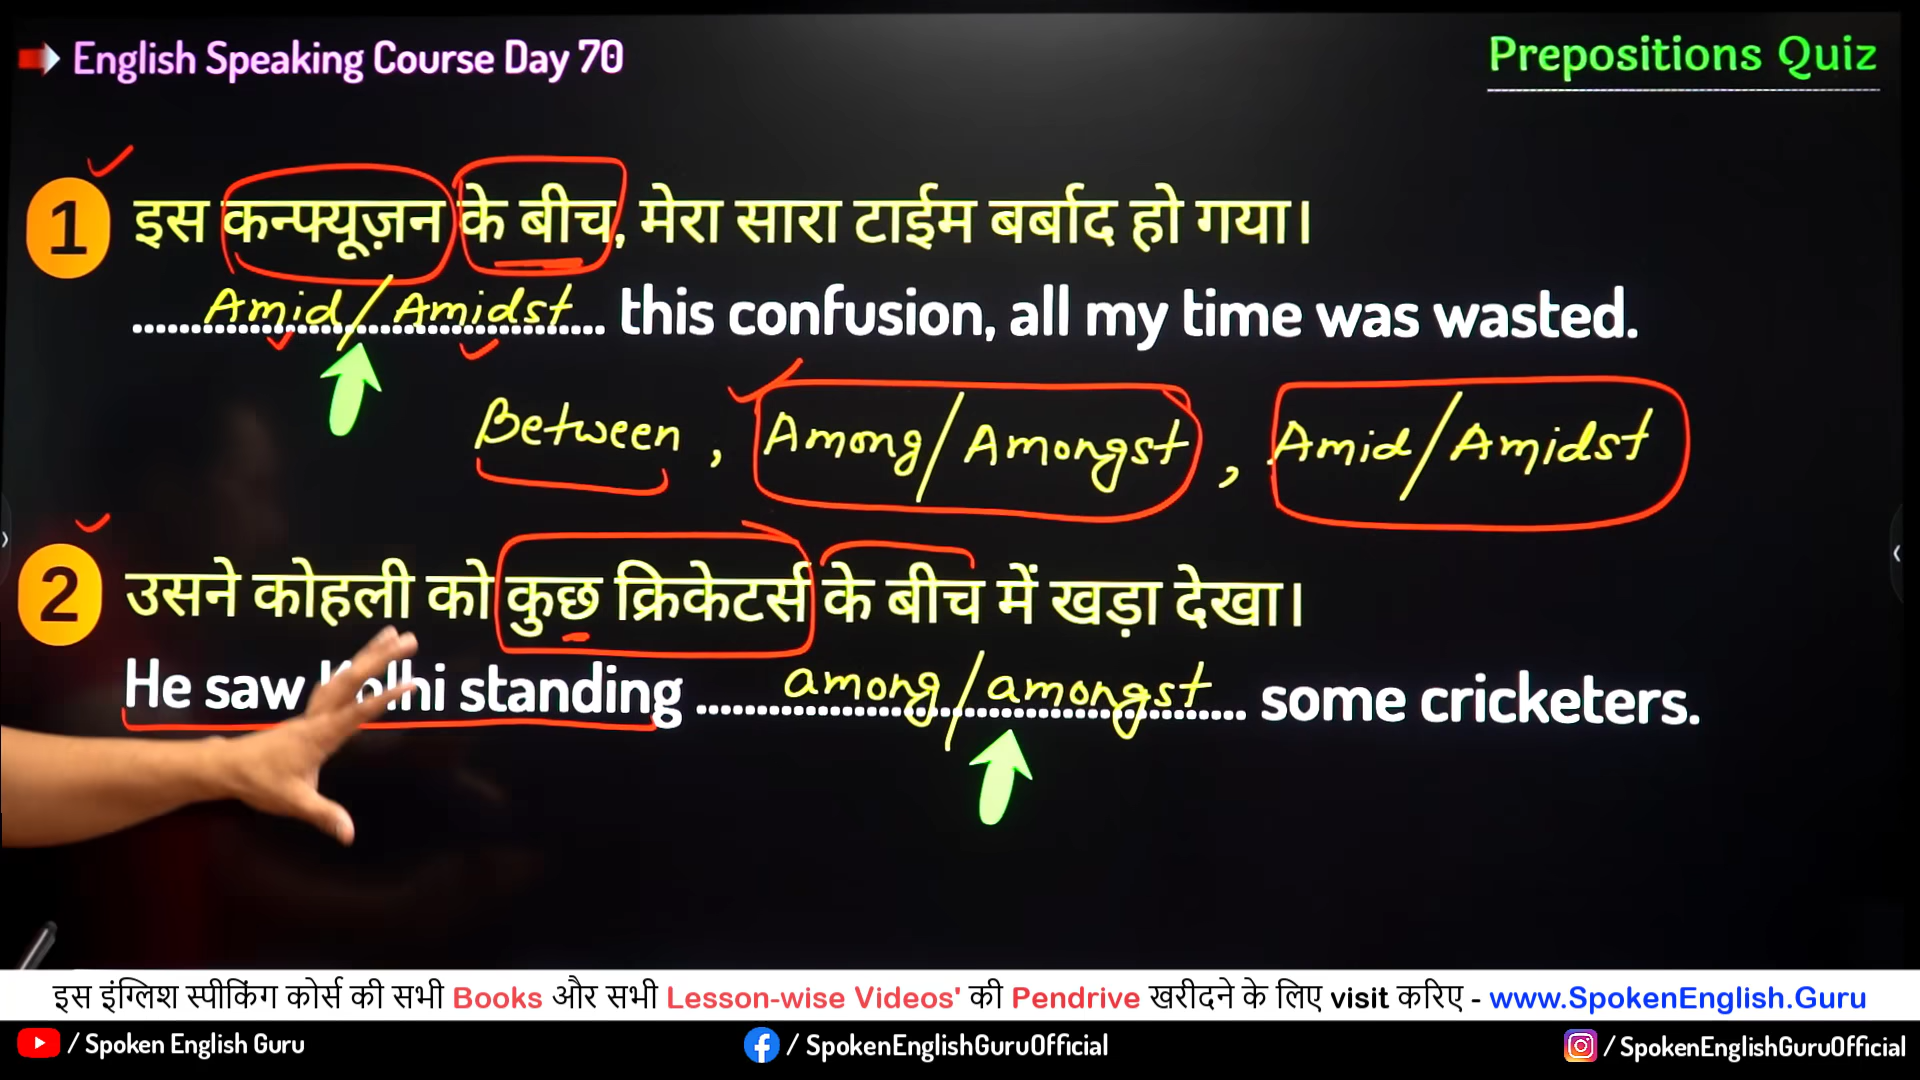 English Speaking Course Day 70
Prepositions Quiz
1 इस कन्फ्यूज़न के बीच, मेरा सारा टाईम बर्बाद हो गया।
Amid / Amidst this confusion, all my time was wasted.
Between, Among / Amongst, Amid / Amidst
2 उसने कोहली को कुछ क्रिकेटर्स के बीच में खड़ा देखा।
He saw standing among / amongst some cricketers.
इस इंग्लिश स्पीकिंग कोर्स की सभी Books और सभी Lesson-wise Videos' की Pendrive खरीदने के लिए visit करिए - www.SpokenEnglish.Guru
/ Spoken English Guru
/ SpokenEnglishGuruOfficial
/ SpokenEnglishGuruOfficial